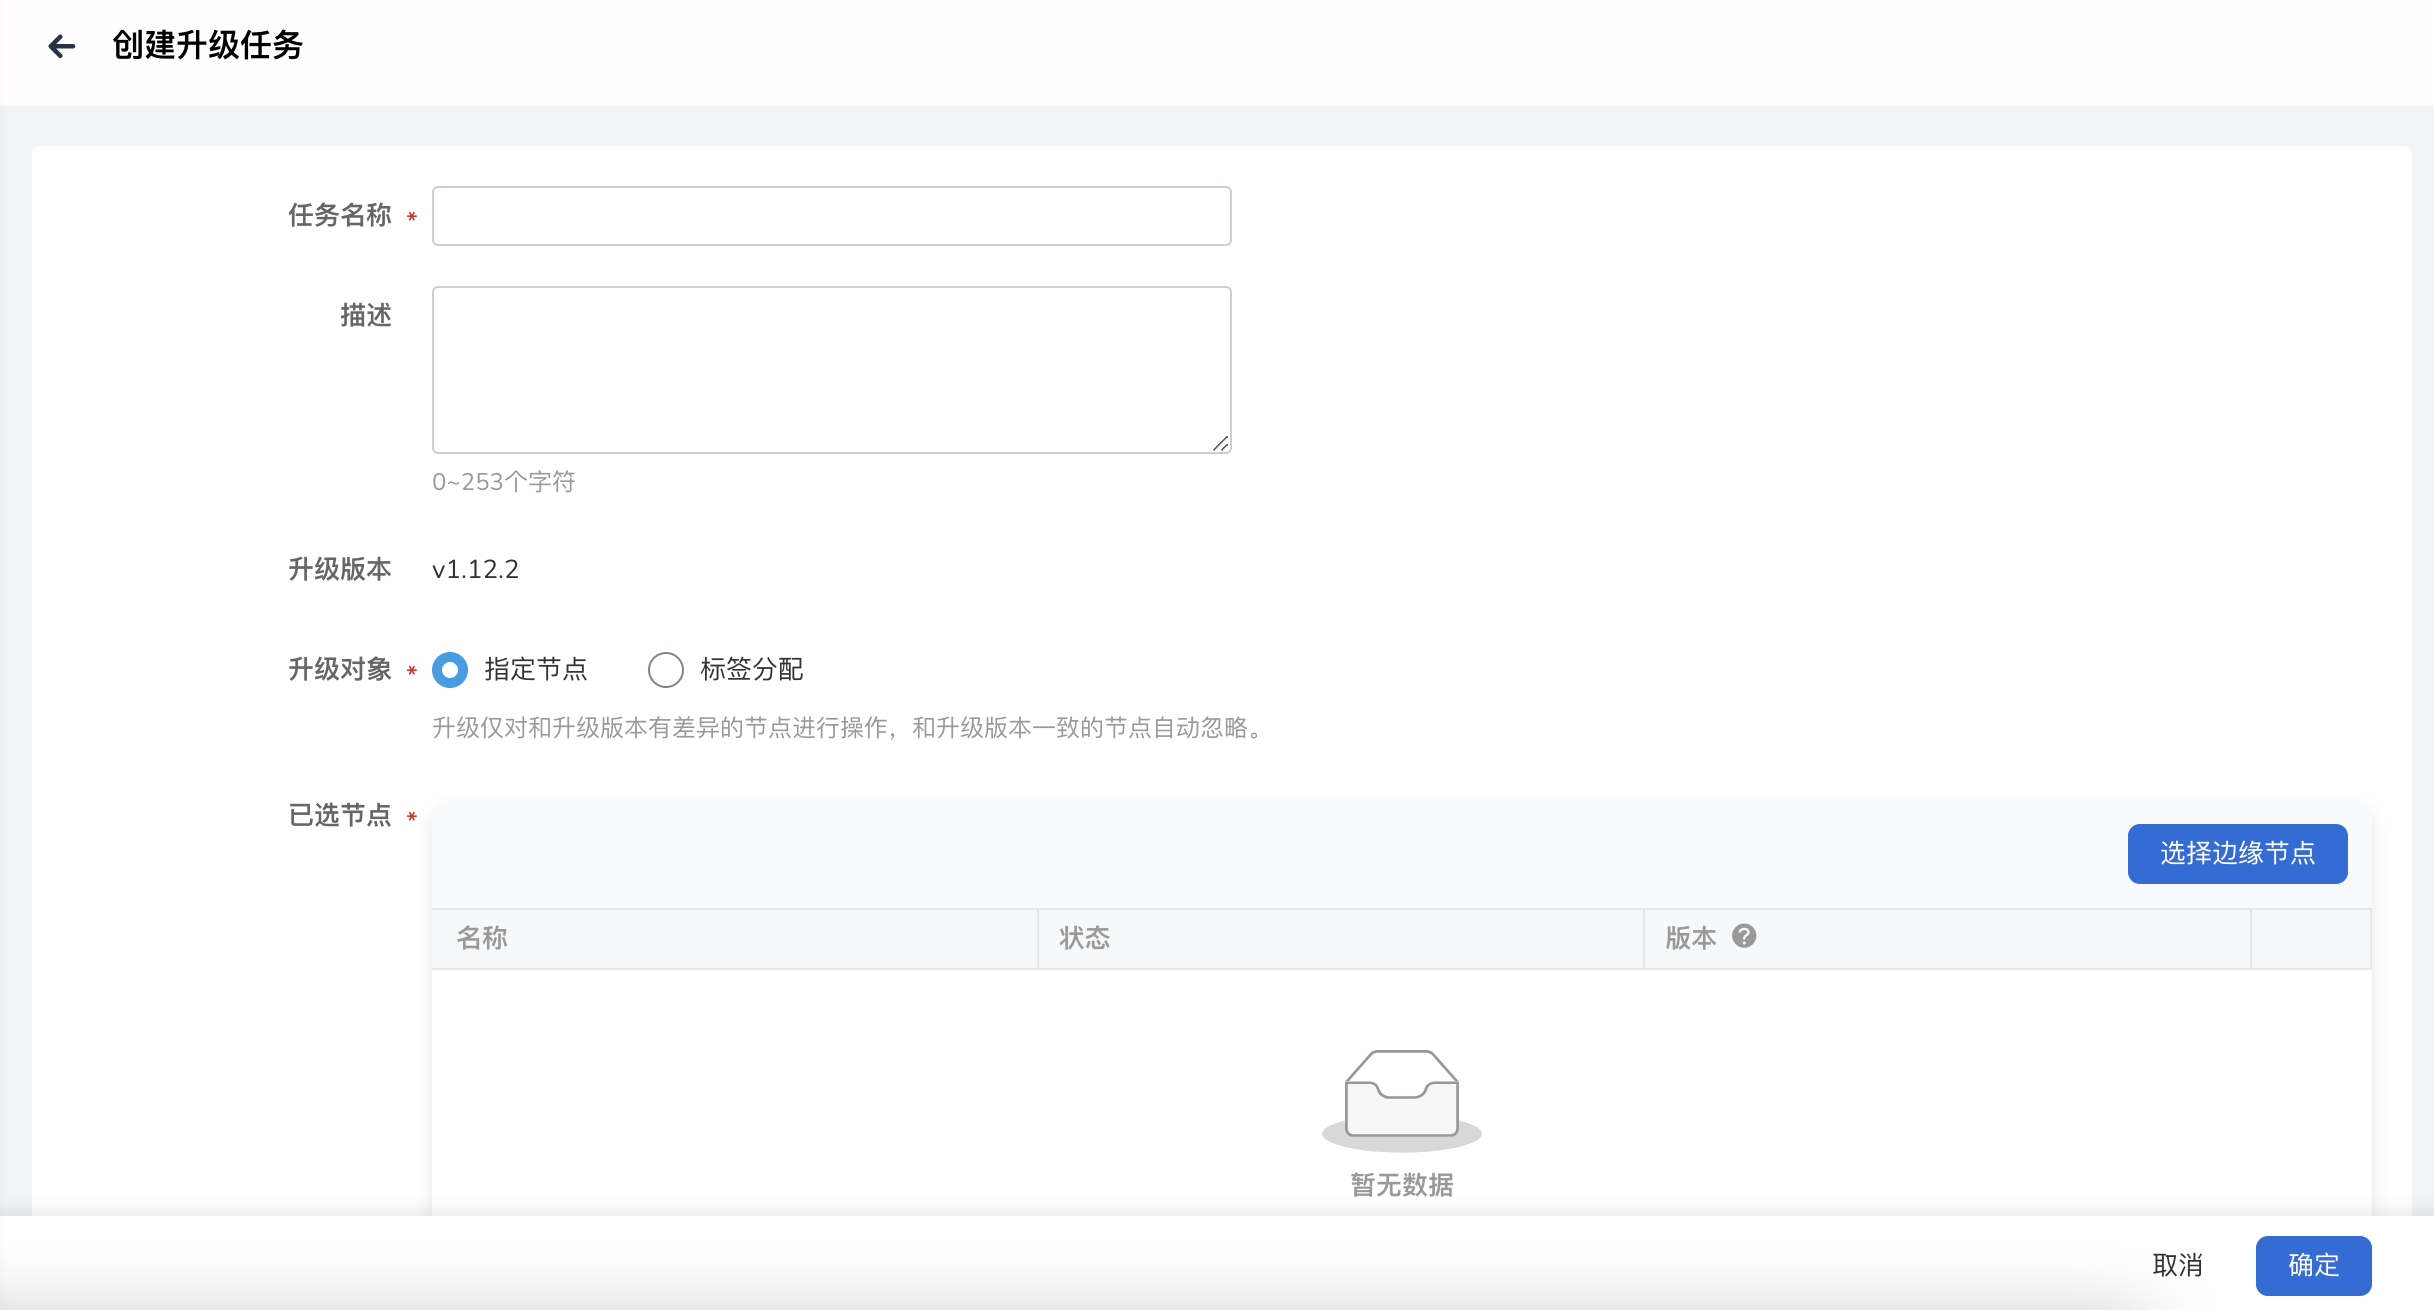 创建升级任务
任务名称 *
描述
0~253个字符
升级版本 v1.12.2
升级对象 * 指定节点 标签分配
升级仅对和升级版本有差异的节点进行操作，和升级版本一致的节点自动忽略。
已选节点 *
选择边缘节点
名称 状态 版本 ?
暂无数据
取消 确定